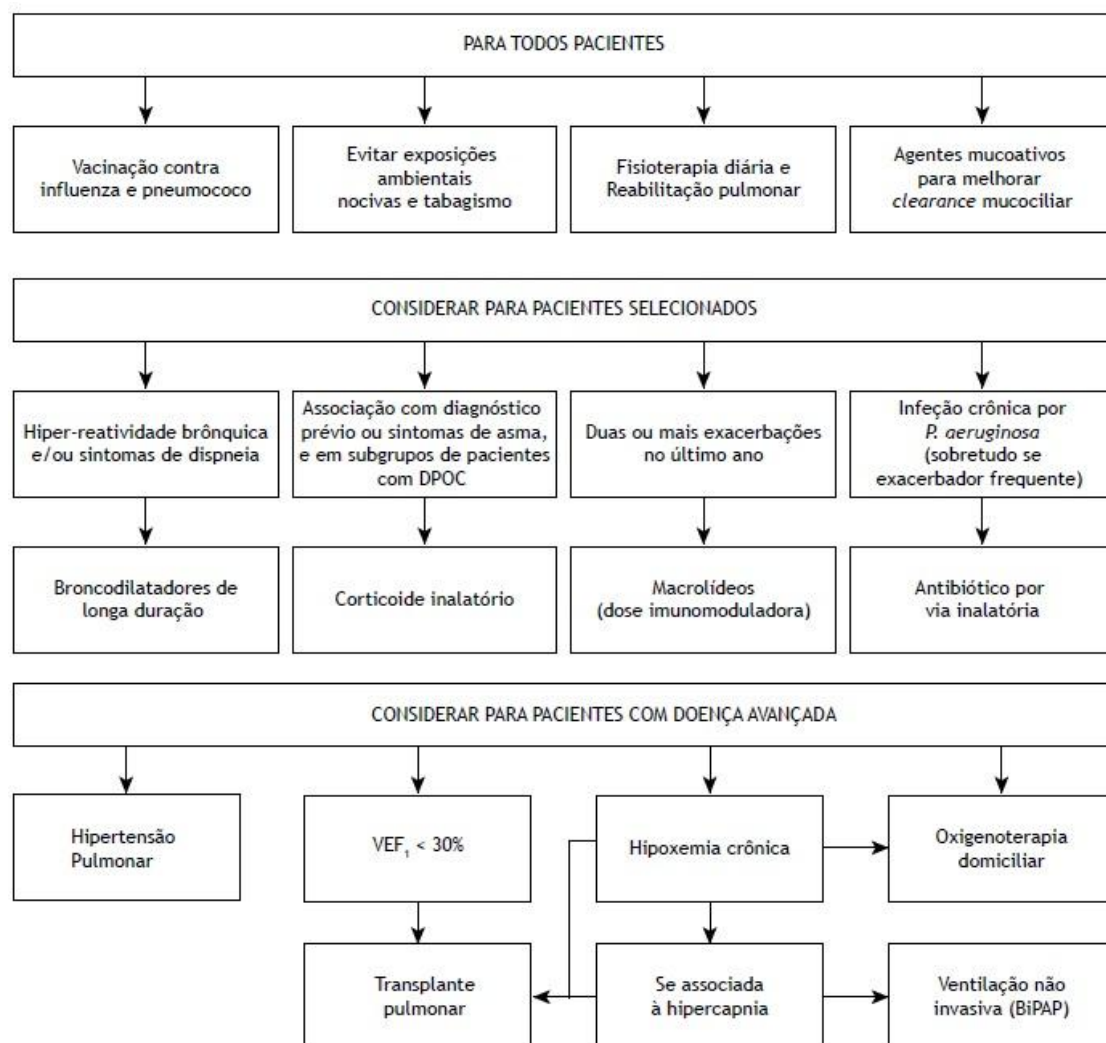 PARA TODOS PACIENTES
Vacinação contra
influenza e pneumococo
Evitar exposições
ambientais
nocivas e tabagismo
Fisioterapia diária e
Reabilitação pulmonar
Agentes mucoativos
para melhorar
clearance mucociliar
CONSIDERAR PARA PACIENTES SELECIONADOS
Hiper-reatividade brônquica
e/ou sintomas de dispneia
Associação com diagnóstico
prévio ou sintomas de asma,
e em subgrupos de pacientes
com DPOC
Duas ou mais exacerbações
no último ano
Infeção crônica por
P. aeruginosa
(sobretudo se
exacerbador frequente)
Broncodilatadores de
longa duração
Corticoide inalatório
Macrolídeos
(dose imunomoduladora)
Antibiótico por
via inalatória
CONSIDERAR PARA PACIENTES COM DOENÇA AVANÇADA
Hipertensão
Pulmonar
VEF₁ < 30%
Hipoxemia crônica
Oxigenoterapia
domiciliar
Transplante
pulmonar
Se associada
à hipercapnia
Ventilação não
invasiva (BiPAP)